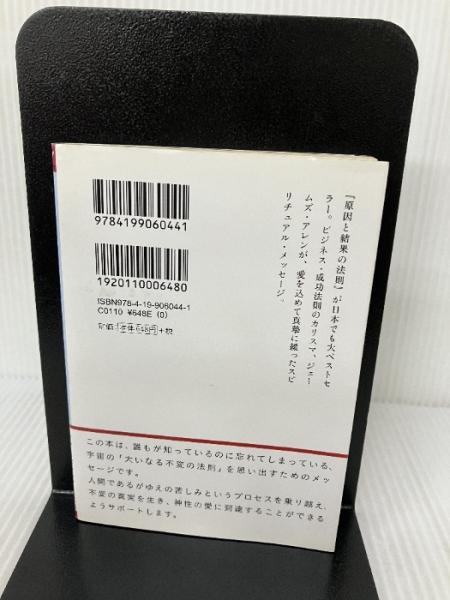 『原因と結果の法則』が日本でも大ベストセ
ラー。ビジネス・成功法則のカリスマ、ジェー
ムズ・アレンが、愛を込めて真摯に綴ったスピ
リチュアル・メッセージ。
9784199060441
1920110006480
ISBN978-4-19-906044-1
C0110 ¥648E (0)
定価:本体648円+税
この本は、誰もが知っているのに忘れてしまっている、
宇宙の「大いなる不変の法則」を思い出すためのメッ
セージです。
人間であるがゆえの苦しみというプロセスを乗り越え、
不変の真実を生き、神性の愛に到達することができる
ようサポートします。